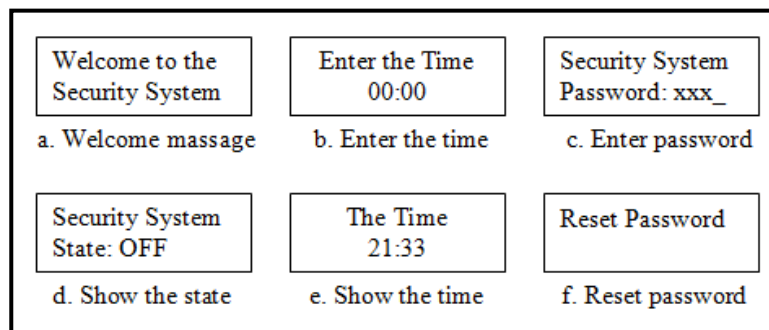 Welcome to the
Security System
a. Welcome massage
Enter the Time
00:00
b. Enter the time
Security System
Password: xxx_
c. Enter password
Security System
State: OFF
d. Show the state
The Time
21:33
e. Show the time
Reset Password
f. Reset password